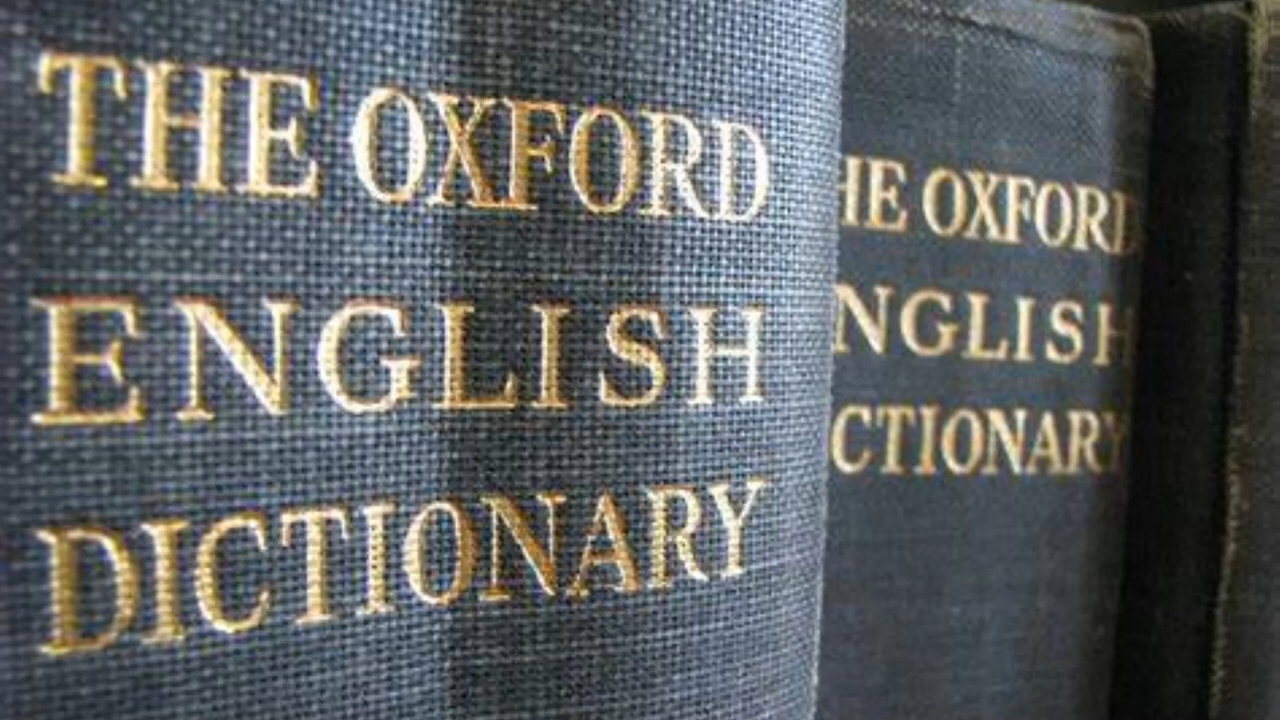 THE OXFORD
ENGLISH
DICTIONARY
HE OXFORD
NGLISH
CTIONARY